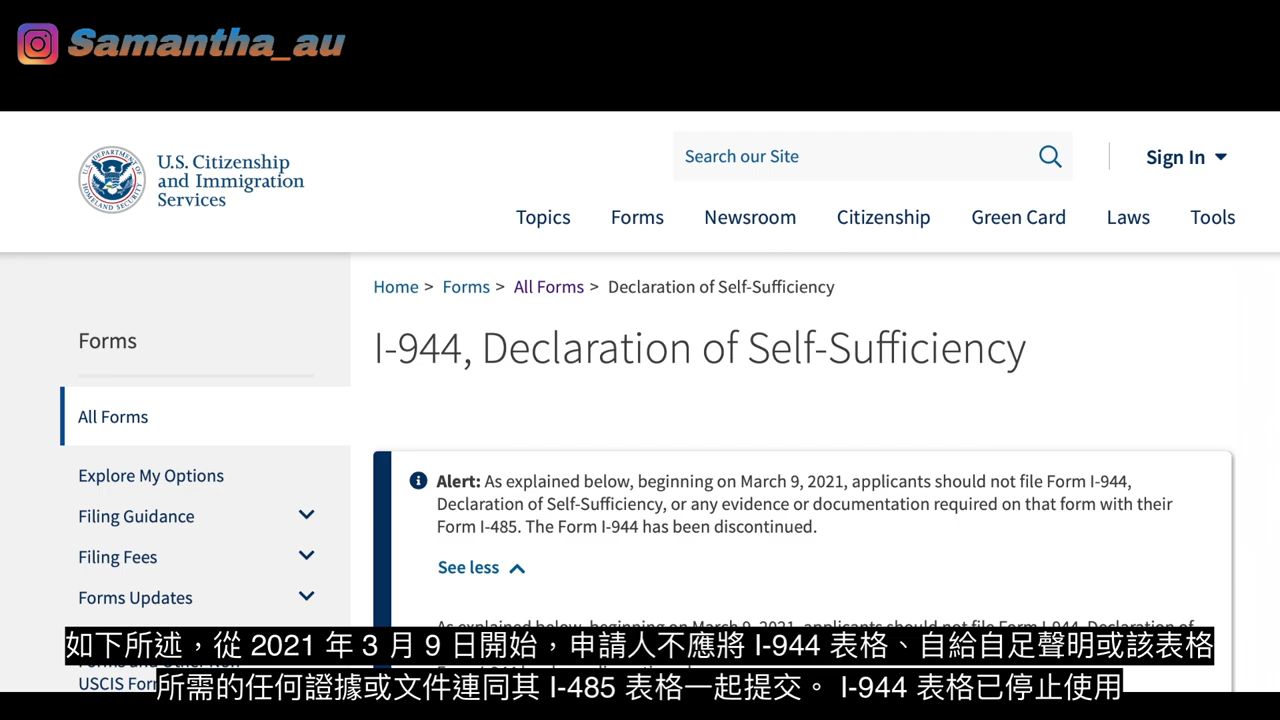 Samantha_au
U.S. Citizenship
and Immigration
Services
Search our Site
Sign In
Topics
Forms
Newsroom
Citizenship
Green Card
Laws
Tools
Home > Forms > All Forms > Declaration of Self-Sufficiency
Forms
I-944, Declaration of Self-Sufficiency
All Forms
Explore My Options
Filing Guidance
Filing Fees
Forms Updates
Alert: As explained below, beginning on March 9, 2021, applicants should not file Form I-944,
Declaration of Self-Sufficiency, or any evidence or documentation required on that form with their
Form I-485. The Form I-944 has been discontinued.
See less
USCIS
如下所述，從 2021 年 3 月 9 日開始，申請人不應將 I-944 表格、自給自足聲明或該表格
所需的任何證據或文件連同其 I-485 表格一起提交。 I-944 表格已停止使用